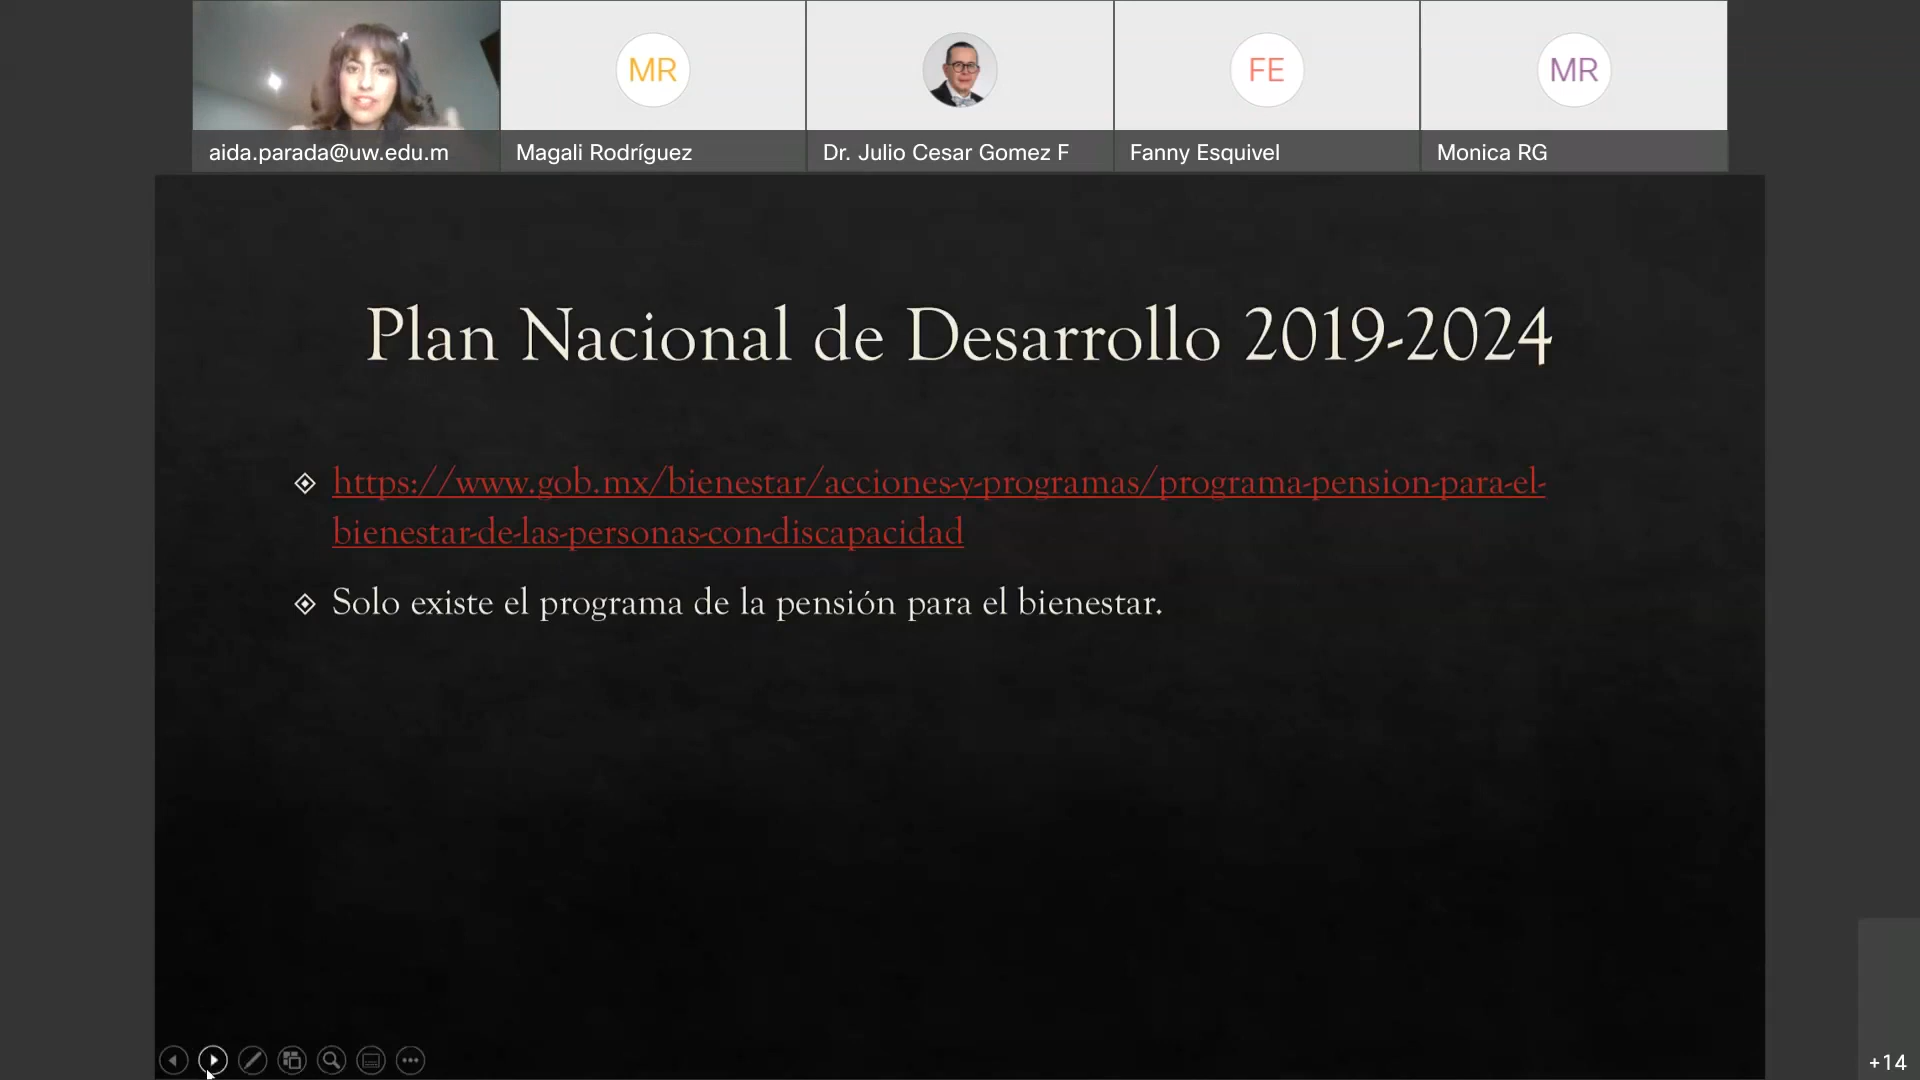 MR
FE
MR
aida.parada@uw.edu.m
Magali Rodríguez
Dr. Julio Cesar Gomez F
Fanny Esquivel
Monica RG
Plan Nacional de Desarrollo 2019-2024
https://www.gob.mx/bienestar/acciones-y-programas/programa-pension-para-el-
bienestar-de-las-personas-con-discapacidad
Solo existe el programa de la pensión para el bienestar.
+14